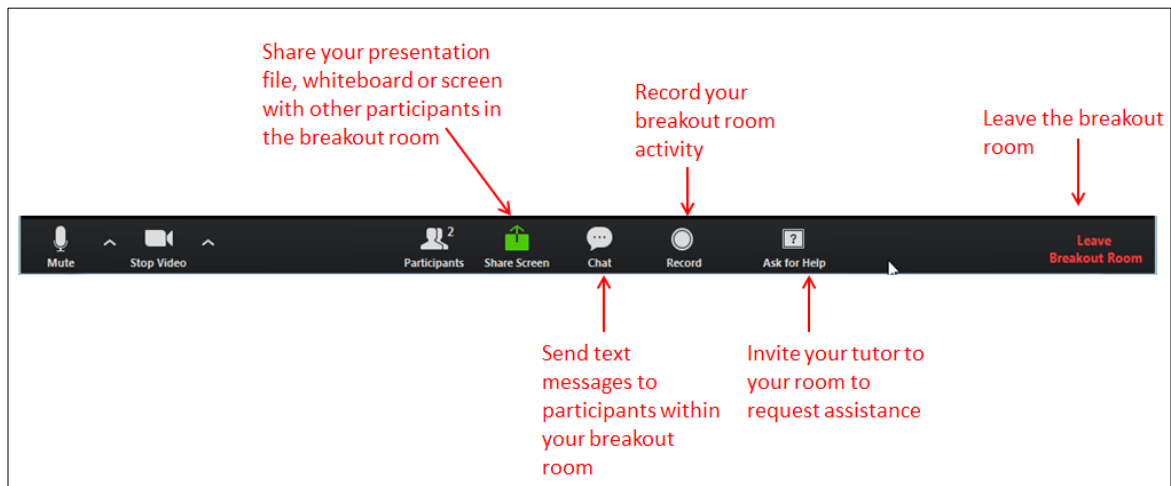 Share your presentation
file, whiteboard or screen
with other participants in
the breakout room
Record your
breakout room
activity
Leave the breakout
room
Mute
Stop Video
Participants
2
Share Screen
Chat
Record
?
Ask for Help
Leave
Breakout Room
Send text
messages to
participants within
your breakout
room
Invite your tutor to
your room to
request assistance